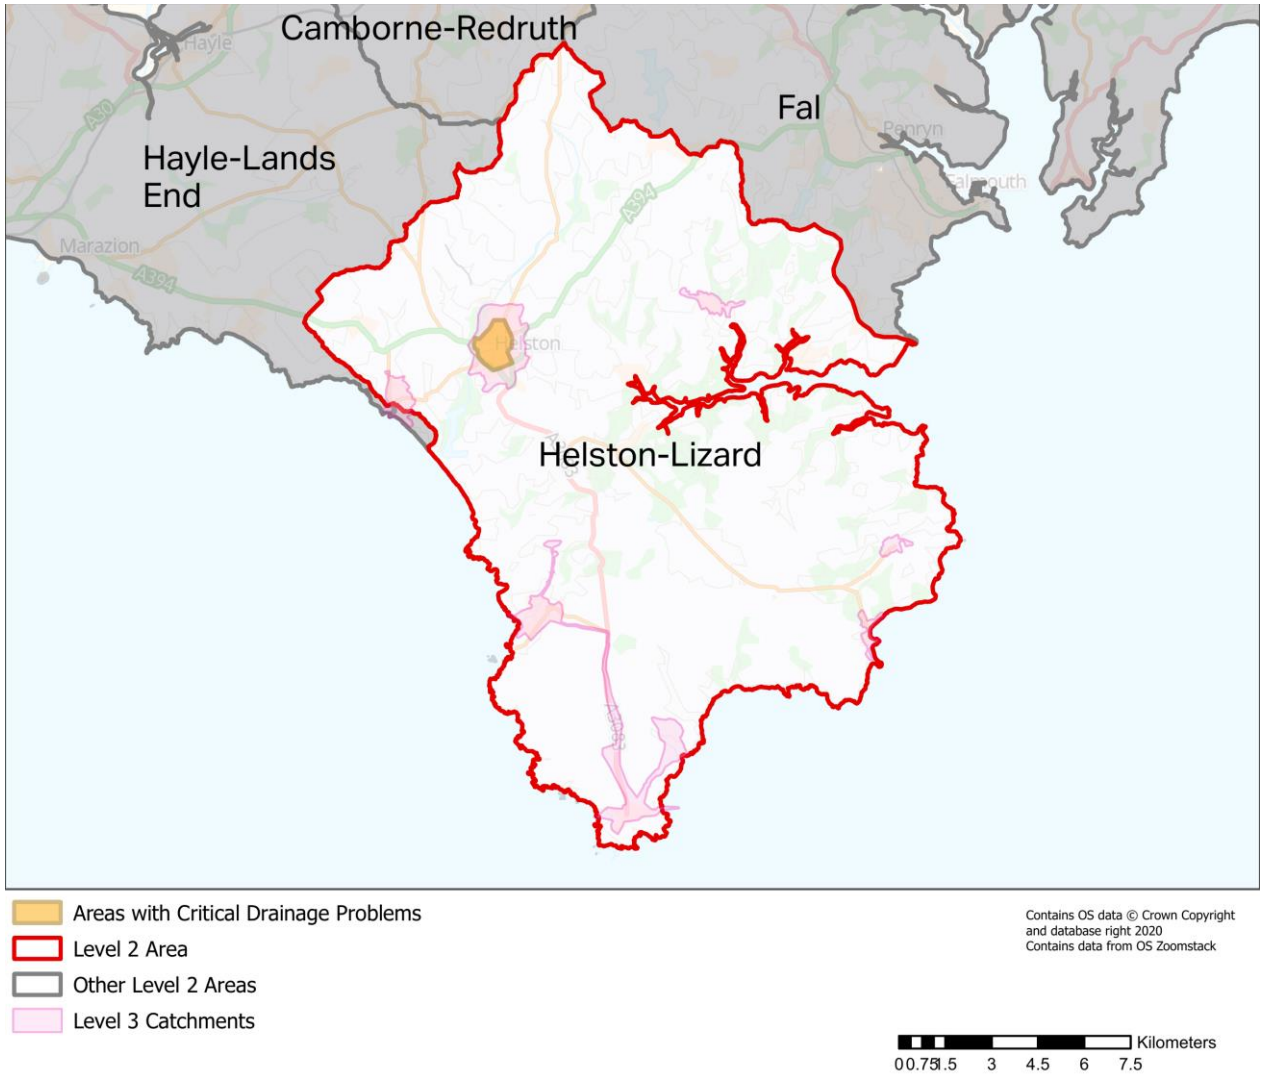 Camborne-Redruth
Hayle
A30
Fal
Hayle-Lands
End
Penryn
Falmouth
A394
Marazion
A394
Helston
Helston-Lizard
A3083
A3083
Areas with Critical Drainage Problems
Level 2 Area
Other Level 2 Areas
Level 3 Catchments
Contains OS data © Crown Copyright
and database right 2020
Contains data from OS Zoomstack
Kilometers
0 0.75 1.5 3 4.5 6 7.5